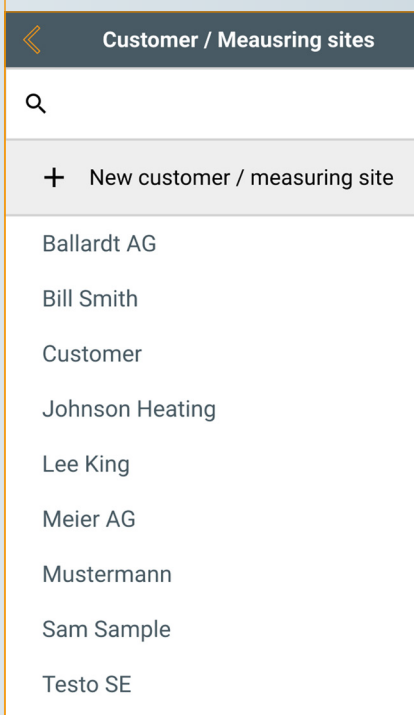 Customer / Meausring sites
New customer / measuring site
Ballardt AG
Bill Smith
Customer
Johnson Heating
Lee King
Meier AG
Mustermann
Sam Sample
Testo SE